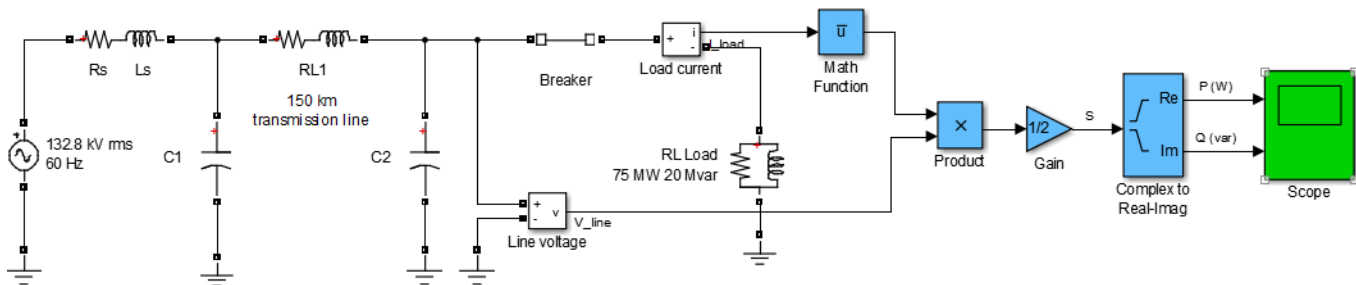 Rs Ls
RL1
150 km
transmission line
132.8 kV rms
60 Hz
C1
C2
Breaker
+
-
i
I_load
Load current
ū
Math
Function
RL Load
75 MW 20 Mvar
+
-
v
V_line
Line voltage
×
Product
1/2
Gain
S
Re
Im
Complex to
Real-Imag
P (W)
Q (var)
Scope